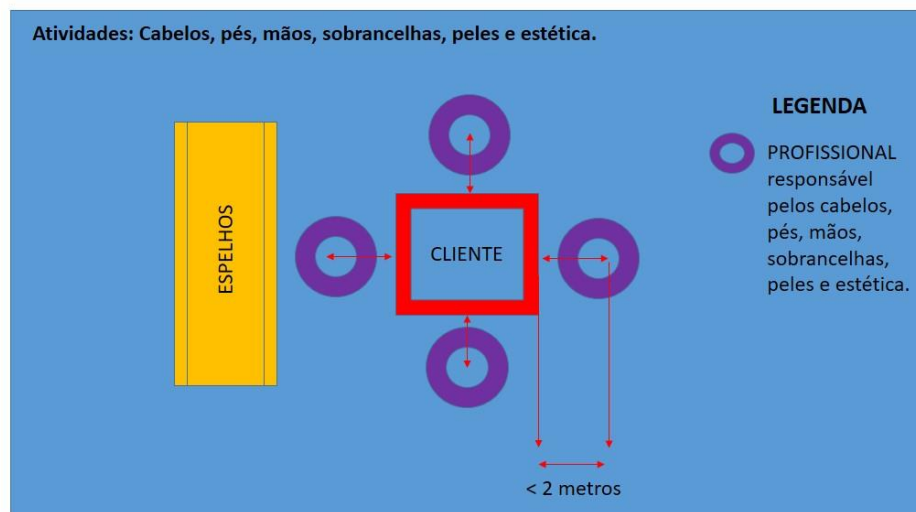 Atividades: Cabelos, pés, mãos, sobrancelhas, peles e estética.
LEGENDA
PROFISSIONAL
responsável
pelos cabelos,
pés, mãos,
sobrancelhas,
peles e estética.
ESPELHOS
CLIENTE
< 2 metros